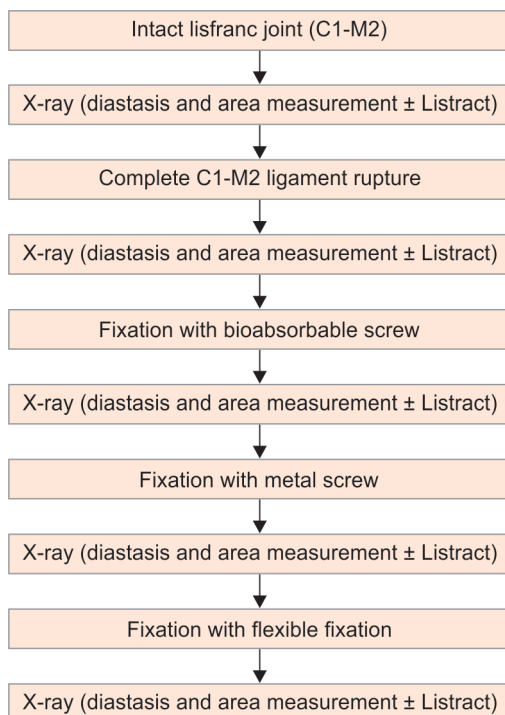 Intact lisfranc joint (C1-M2)
X-ray (diastasis and area measurement ± Listract)
Complete C1-M2 ligament rupture
X-ray (diastasis and area measurement ± Listract)
Fixation with bioabsorbable screw
X-ray (diastasis and area measurement ± Listract)
Fixation with metal screw
X-ray (diastasis and area measurement ± Listract)
Fixation with flexible fixation
X-ray (diastasis and area measurement ± Listract)